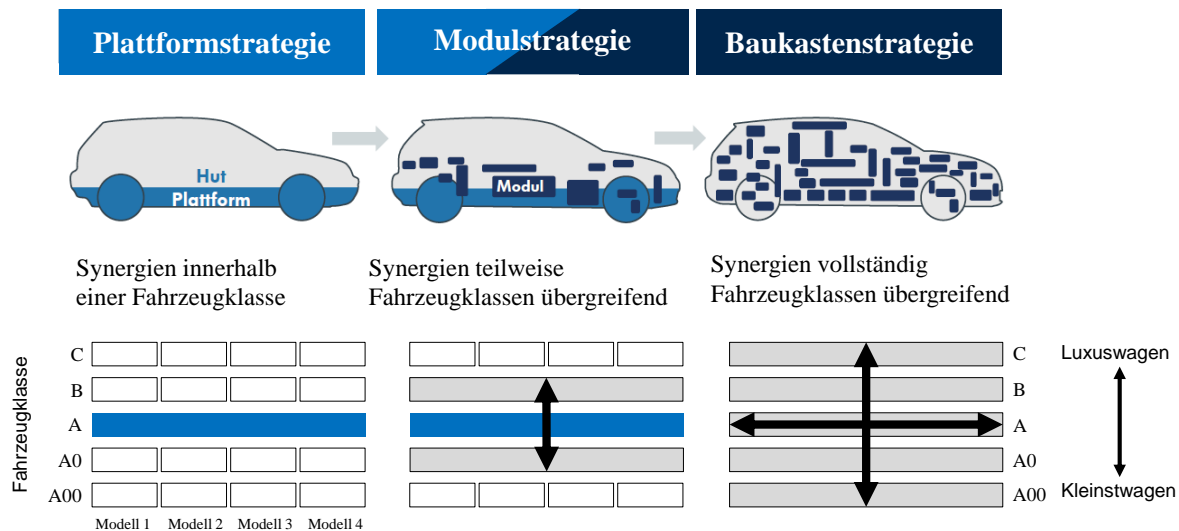 Plattformstrategie
Modulstrategie
Baukastenstrategie
Hut
Plattform
Modul
Synergien innerhalb
einer Fahrzeugklasse
Synergien teilweise
Fahrzeugklassen übergreifend
Synergien vollständig
Fahrzeugklassen übergreifend
Fahrzeugklasse
C
B
A
A0
A00
Modell 1
Modell 2
Modell 3
Modell 4
C
B
A
A0
A00
Luxuswagen
Kleinstwagen